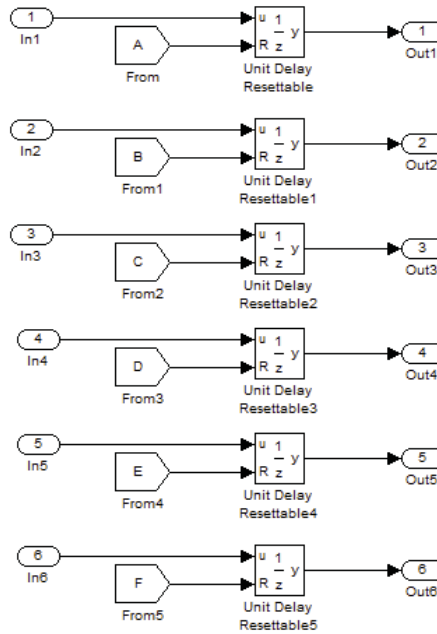 1
In1
A
From
u 1 y
R z
Unit Delay
Resettable
1
Out1
2
In2
B
From1
u 1 y
R z
Unit Delay
Resettable1
2
Out2
3
In3
C
From2
u 1 y
R z
Unit Delay
Resettable2
3
Out3
4
In4
D
From3
u 1 y
R z
Unit Delay
Resettable3
4
Out4
5
In5
E
From4
u 1 y
R z
Unit Delay
Resettable4
5
Out5
6
In6
F
From5
u 1 y
R z
Unit Delay
Resettable5
6
Out6